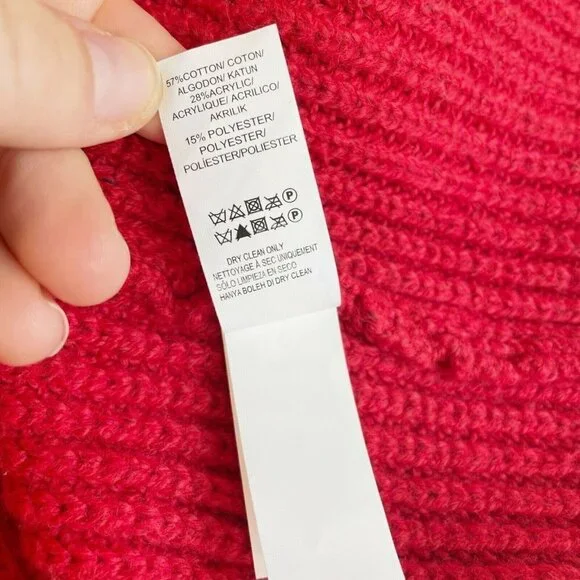 57%COTTON/ COTON/
ALGODON/ KATUN
28%ACRYLIC/
ACRYLIQUE/ ACRILICO/
AKRILIK
15% POLYESTER/
POLYESTER/
POLIESTER/POLIESTER
P
P
DRY CLEAN ONLY
NETTOYAGE À SEC UNIQUEMENT
SÓLO LIMPIEZA EN SECO
HANYA BOLEH DI DRY CLEAN